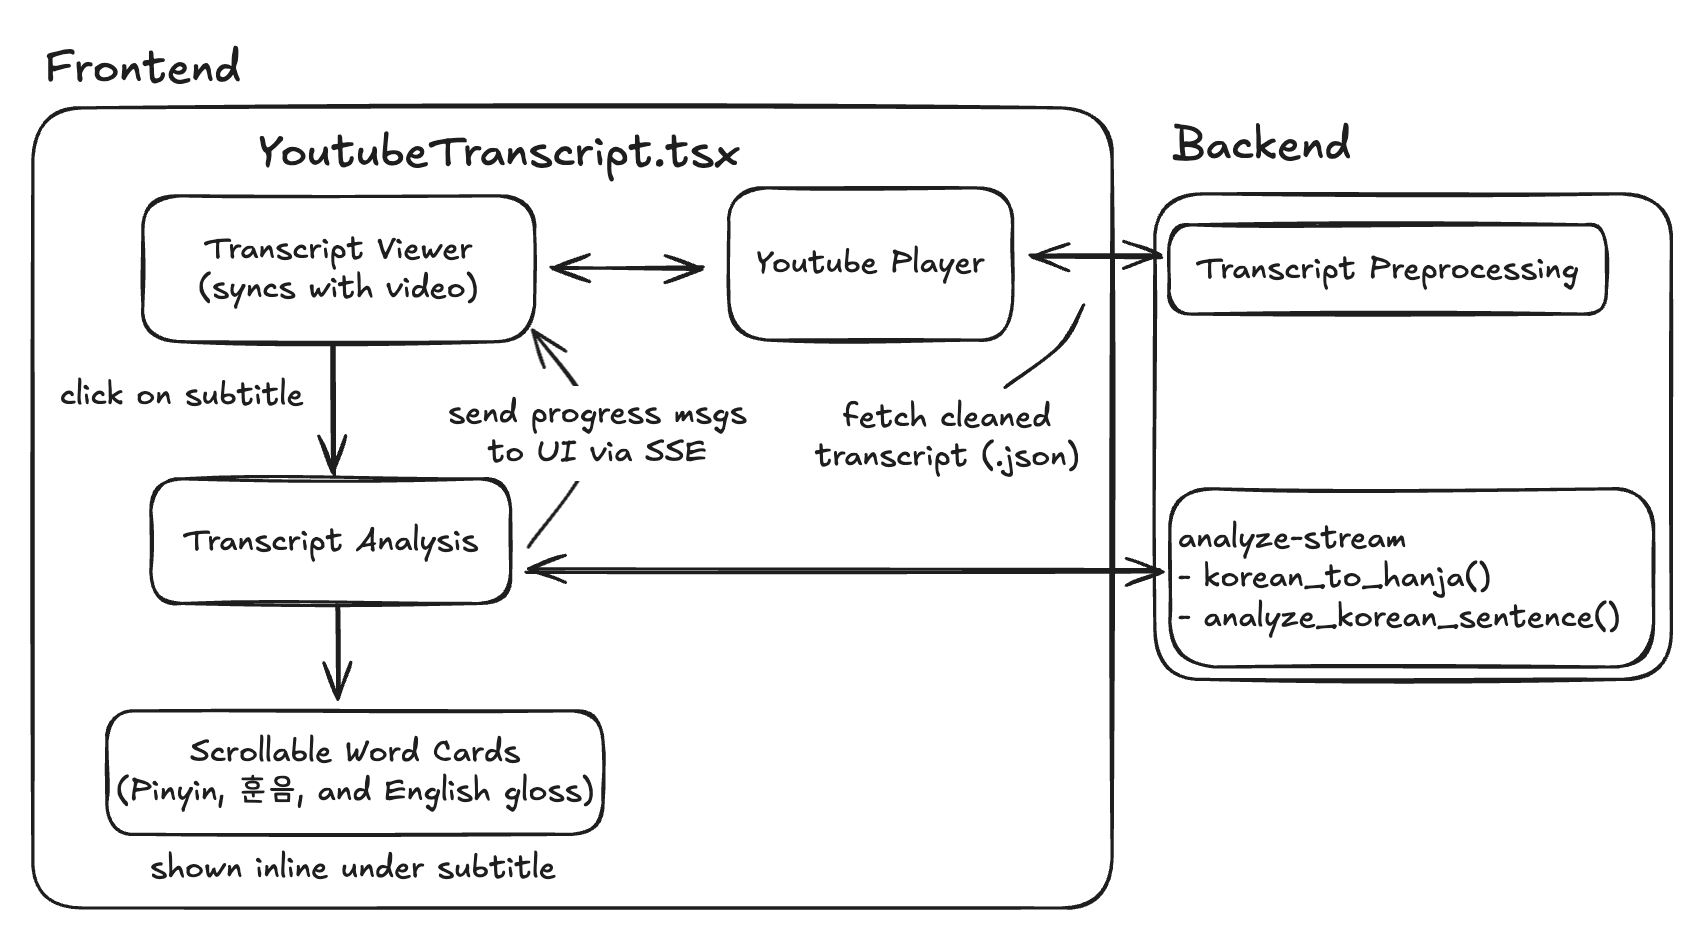 Frontend
YoutubeTranscript.tsx
Transcript Viewer
(syncs with video)
Youtube Player
click on subtitle
send progress msgs
to UI via SSE
fetch cleaned
transcript (.json)
Transcript Analysis
Scrollable Word Cards
(Pinyin, 훈음, and English gloss)
shown inline under subtitle
Backend
Transcript Preprocessing
analyze-stream
- korean_to_hanja()
- analyze_korean_sentence()